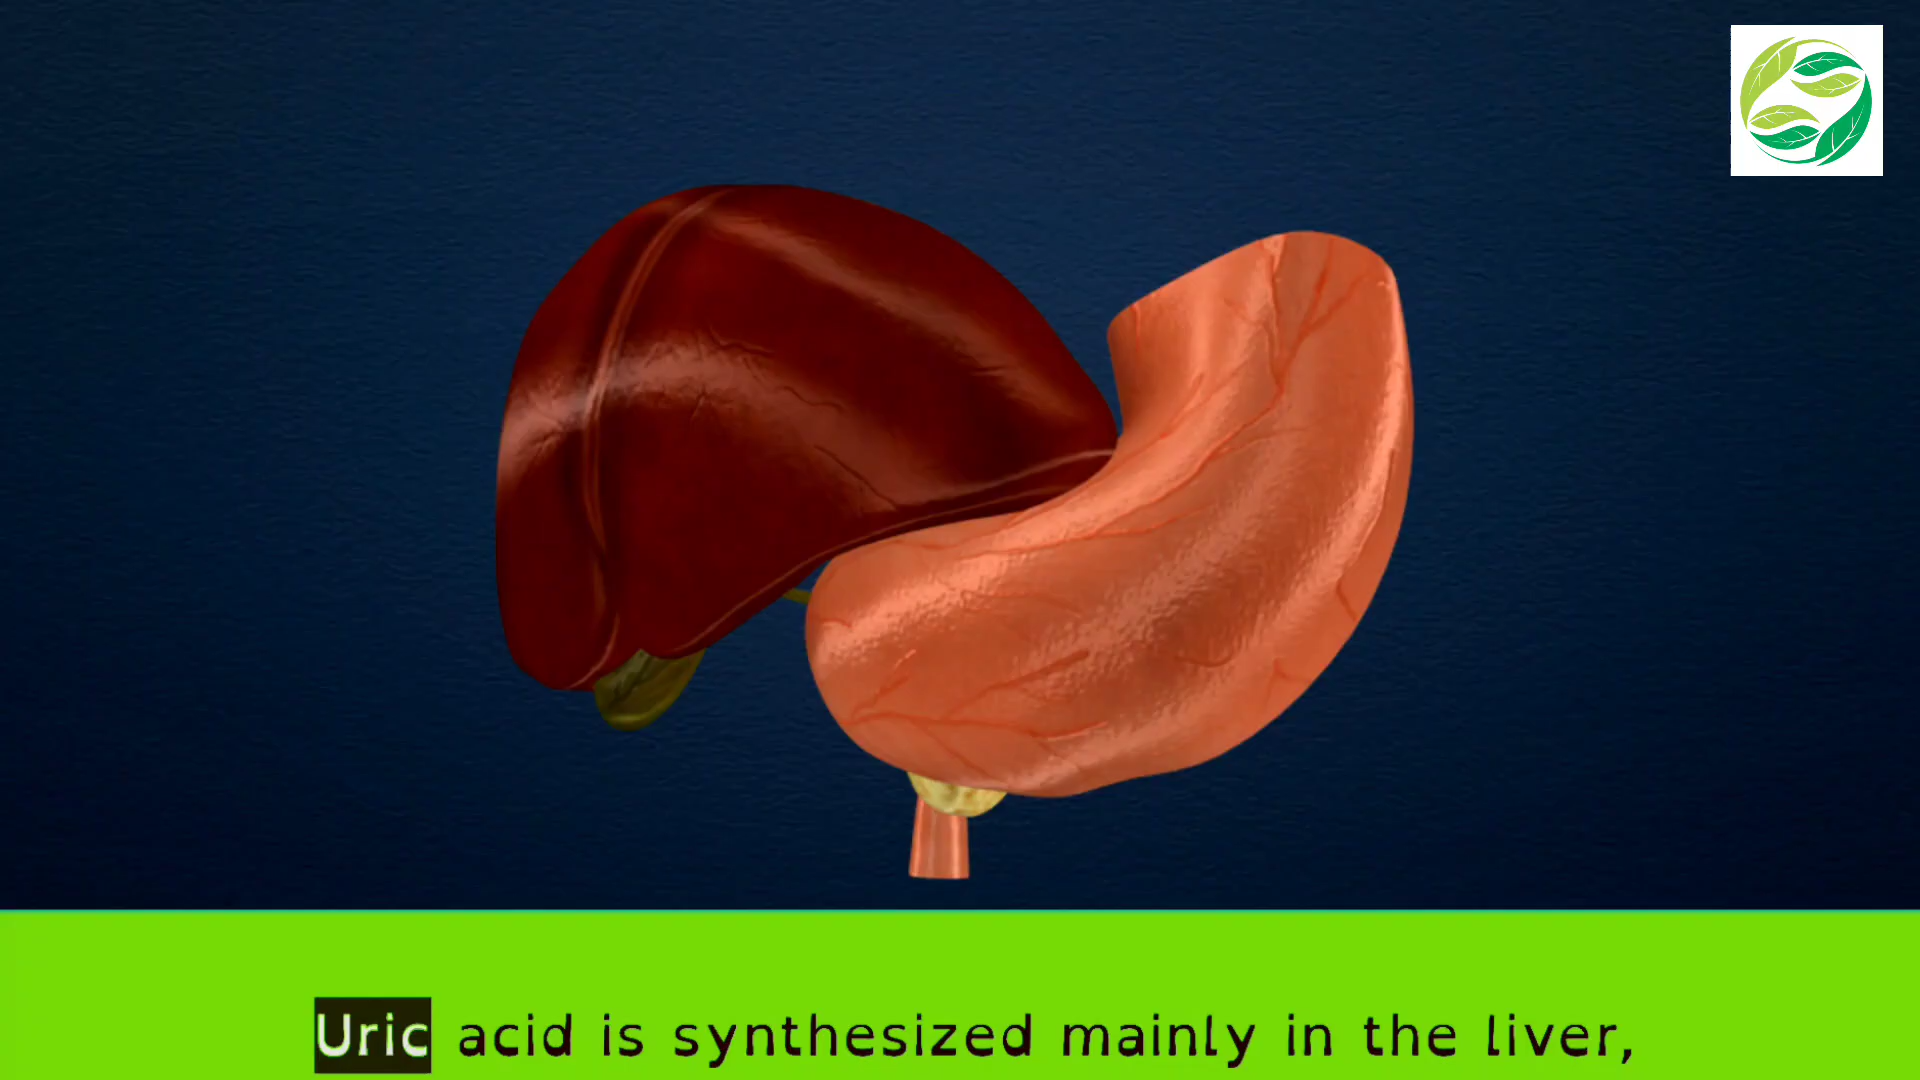 Uric acid is synthesized mainly in the liver,